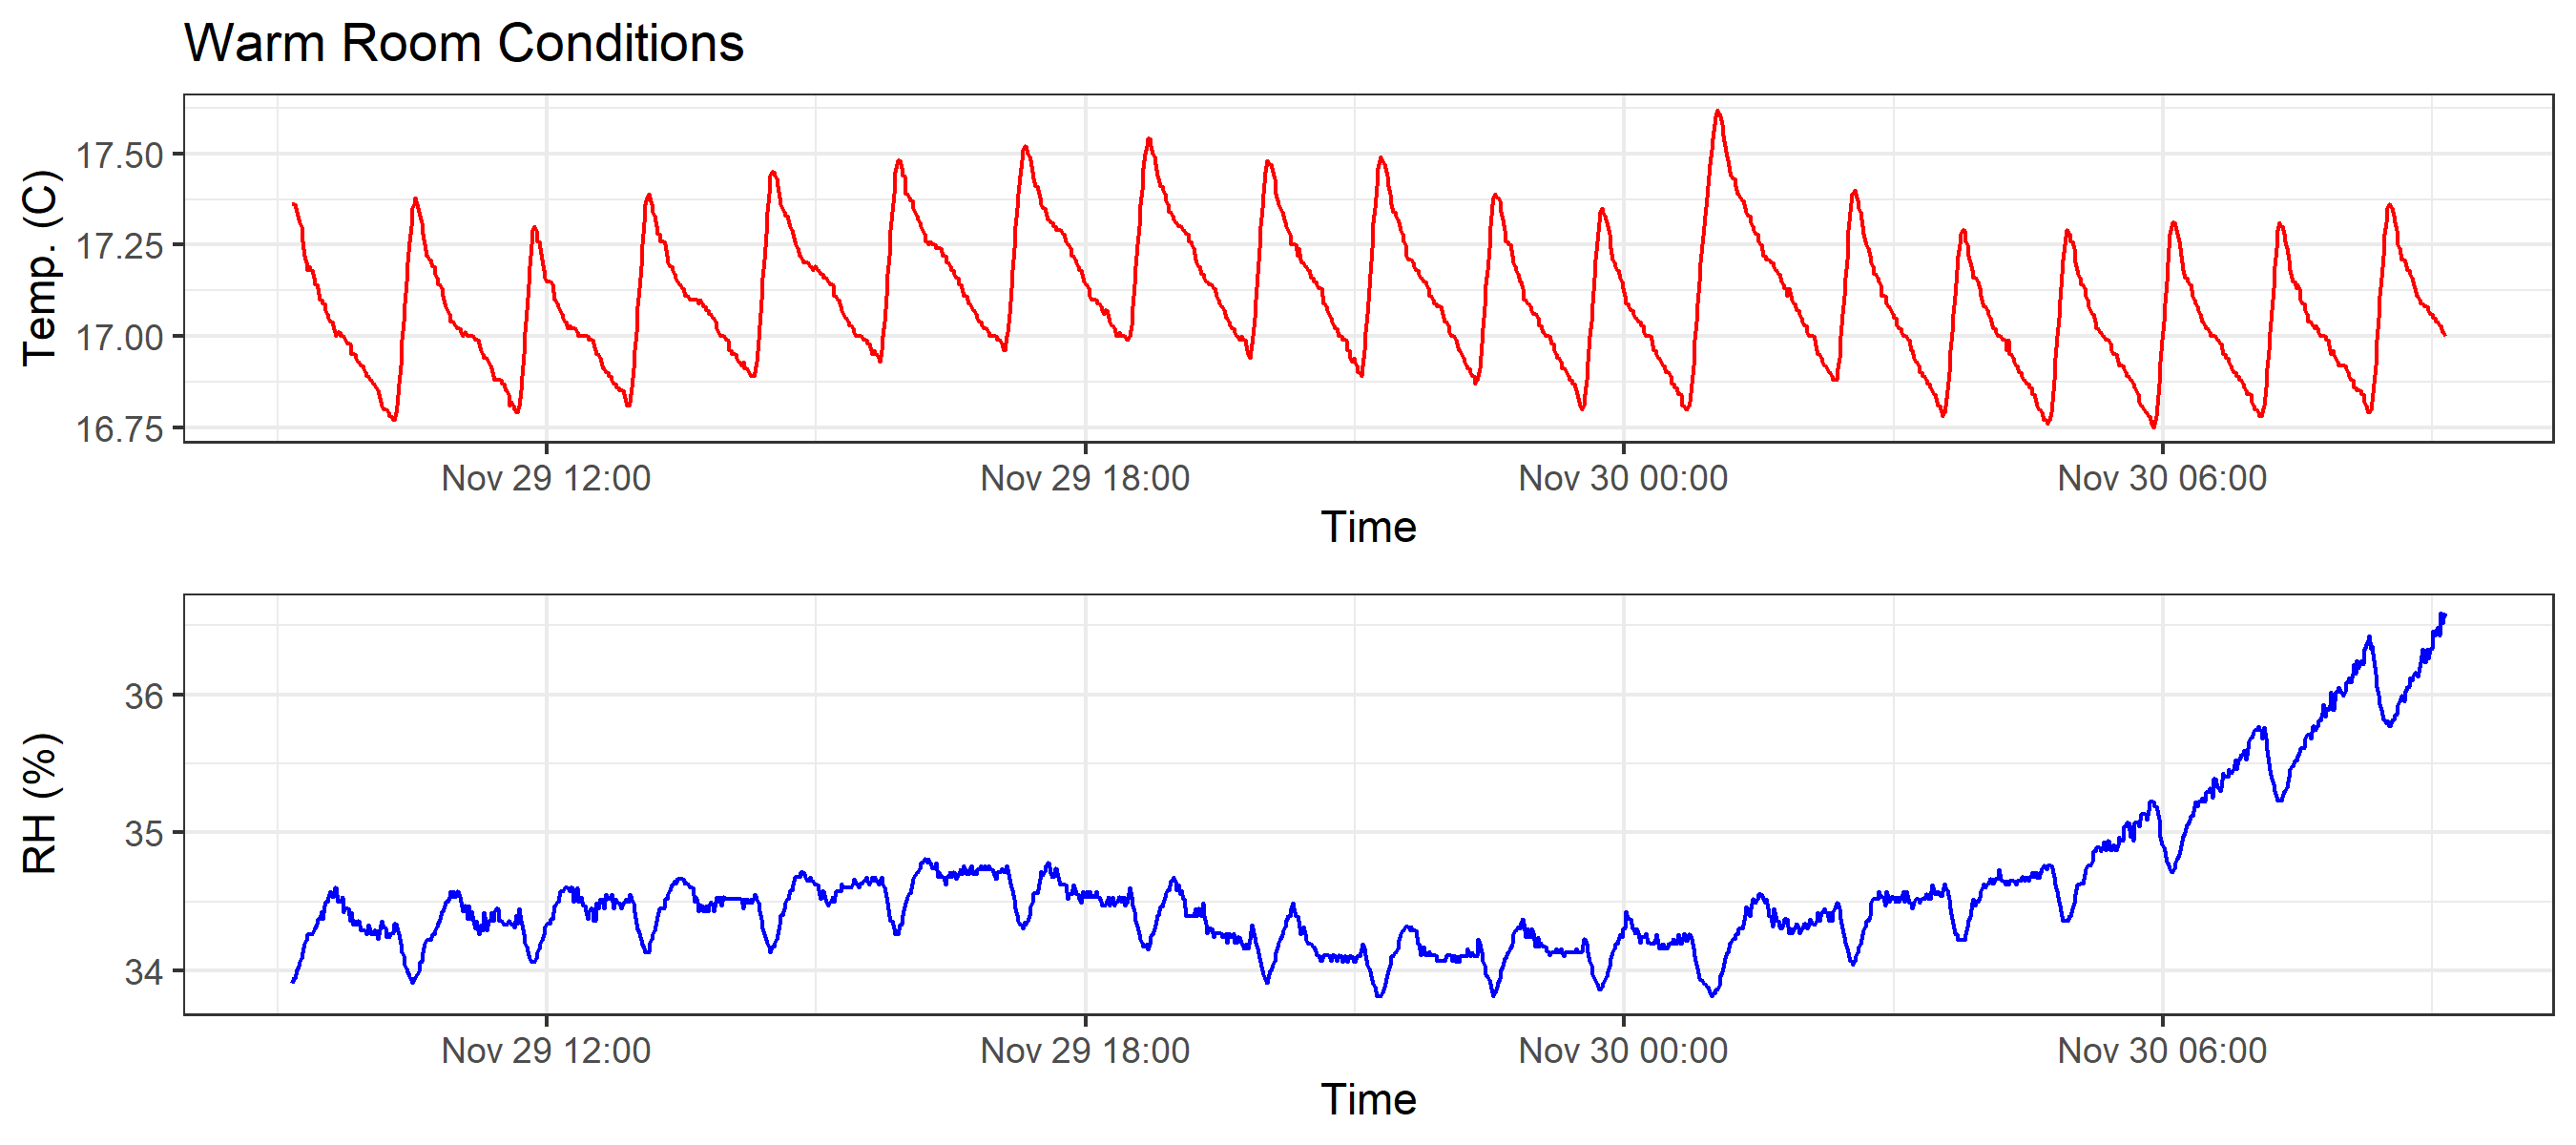 Warm Room Conditions
Temp. (C)
17.50
17.25
17.00
16.75
Nov 29 12:00 Nov 29 18:00 Nov 30 00:00 Nov 30 06:00
Time
RH (%)
36
35
34
Nov 29 12:00 Nov 29 18:00 Nov 30 00:00 Nov 30 06:00
Time